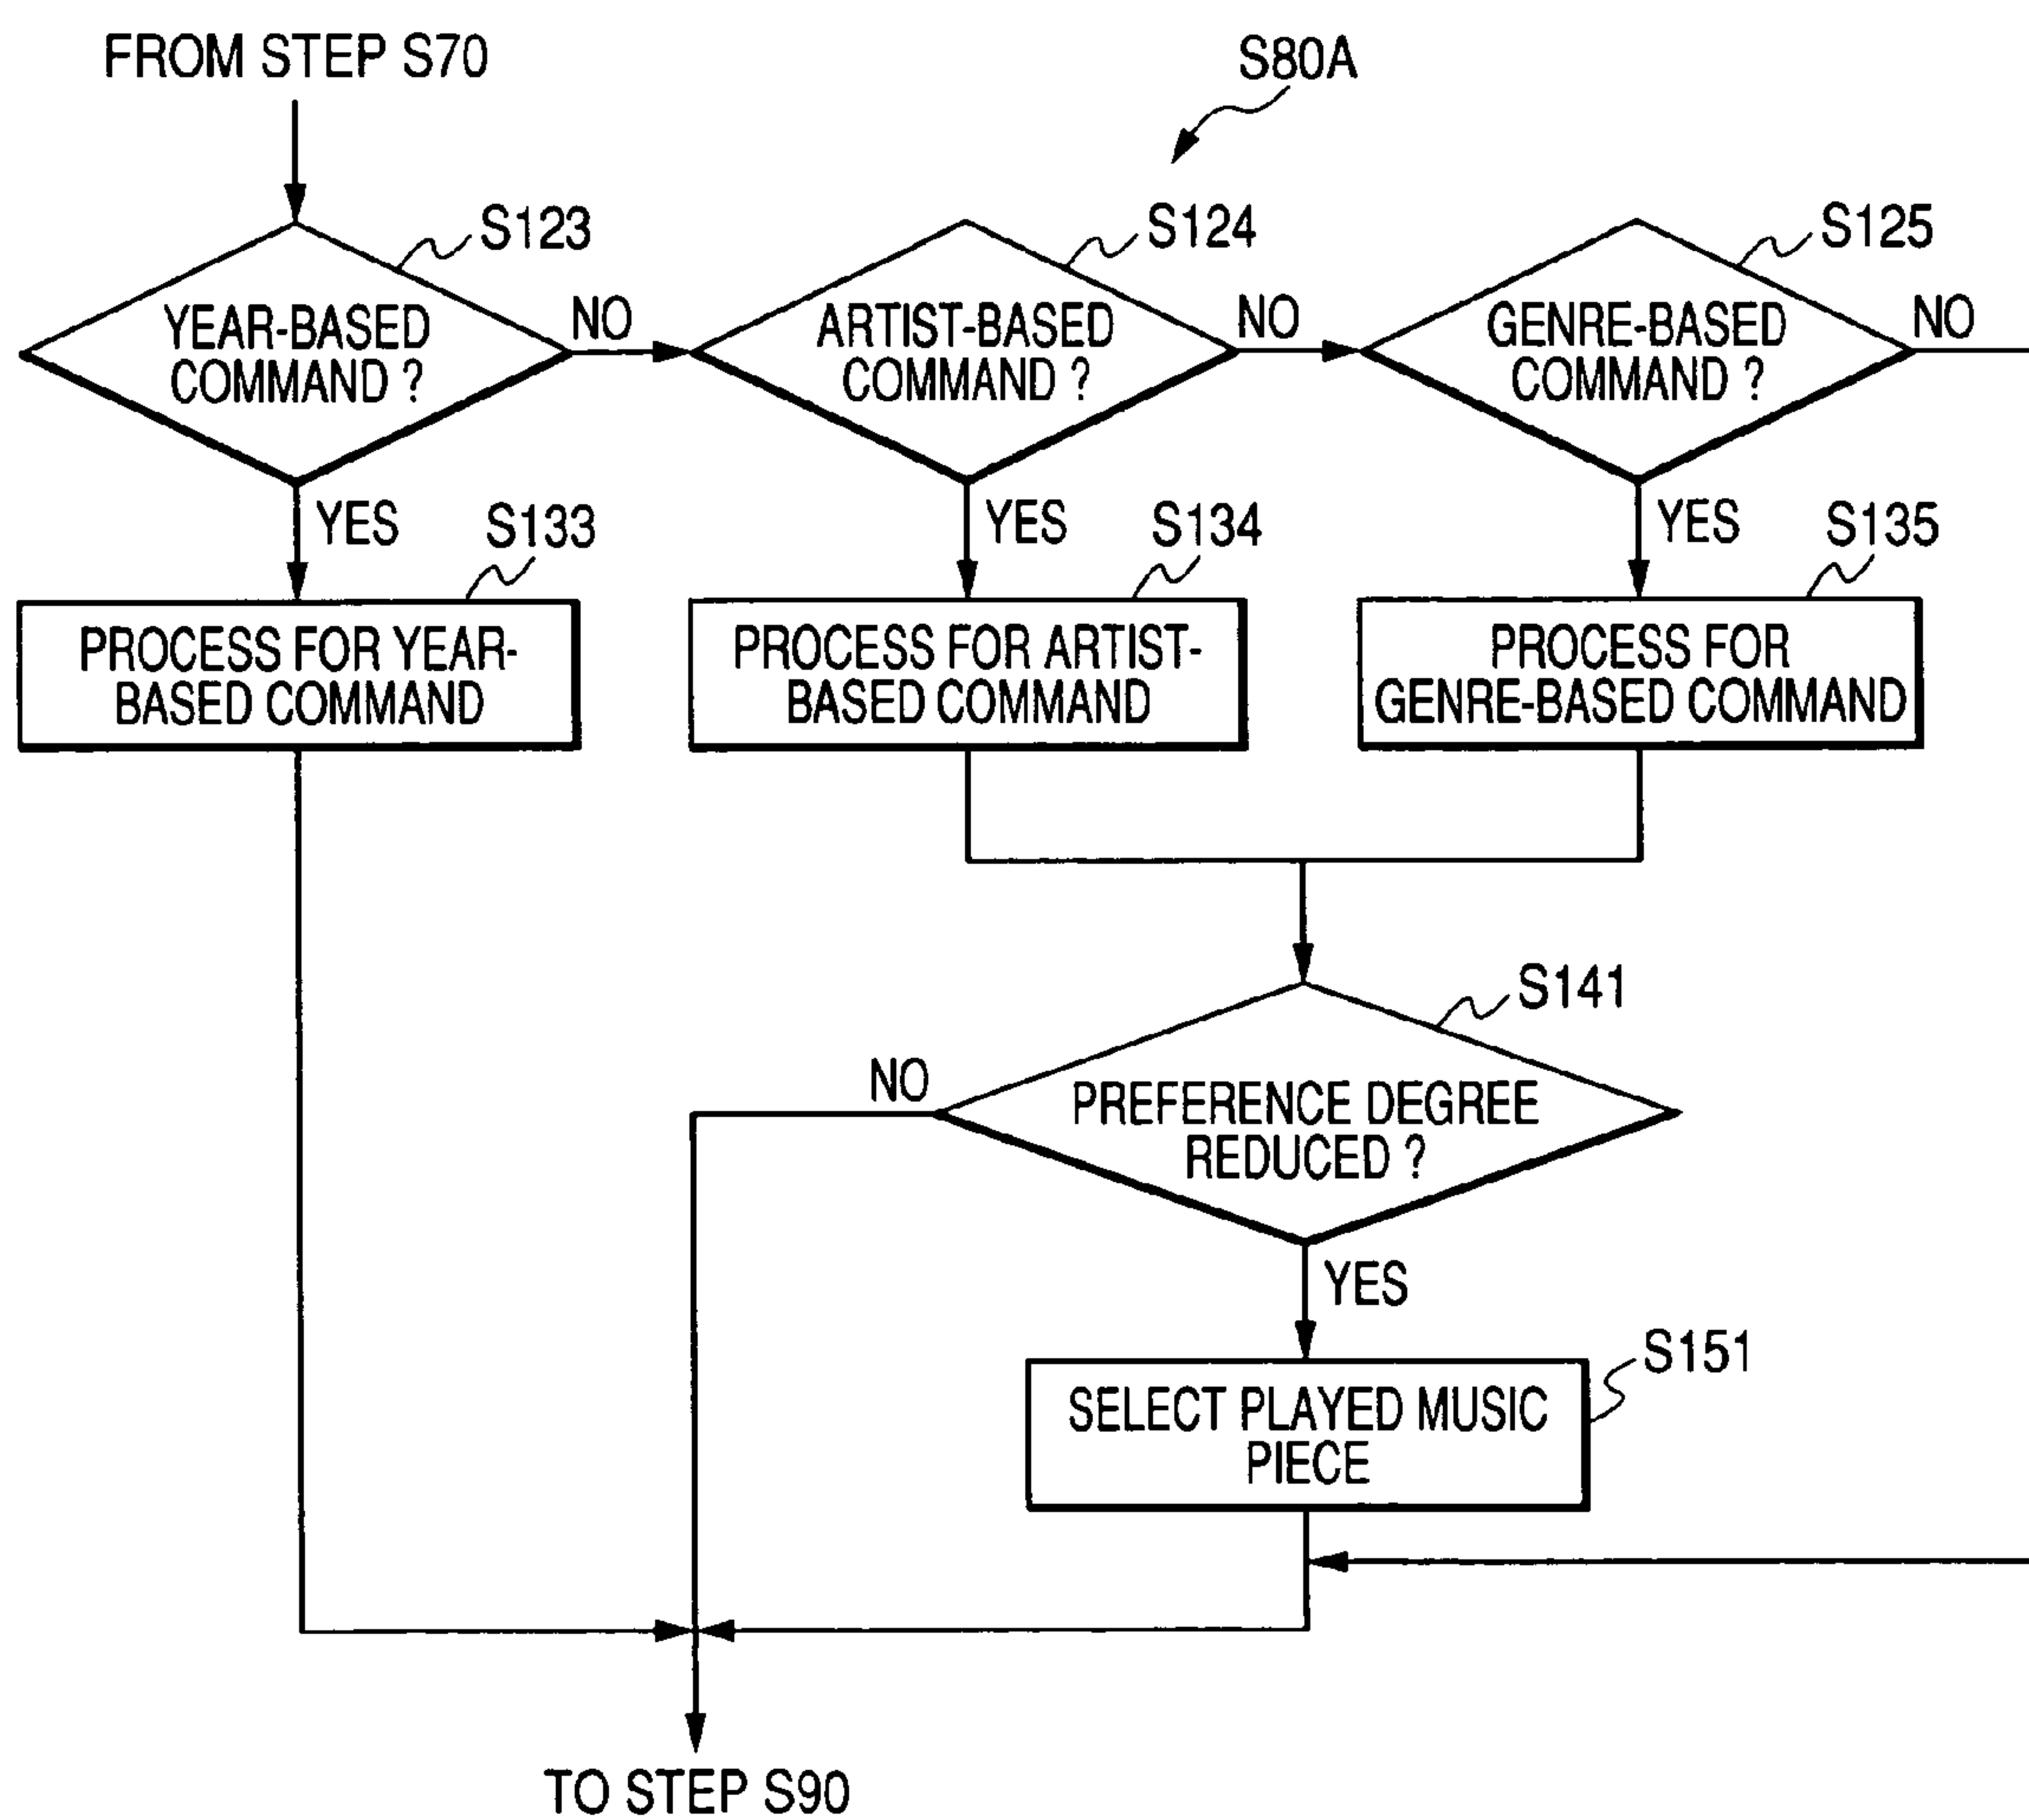 FROM STEP S70
S80A
S123
S124
S125
YEAR-BASED
COMMAND ?
NO
ARTIST-BASED
COMMAND ?
NO
GENRE-BASED
COMMAND ?
NO
YES
S133
YES
S134
YES
S135
PROCESS FOR YEAR-
BASED COMMAND
PROCESS FOR ARTIST-
BASED COMMAND
PROCESS FOR
GENRE-BASED COMMAND
S141
NO
PREFERENCE DEGREE
REDUCED ?
YES
S151
SELECT PLAYED MUSIC
PIECE
TO STEP S90